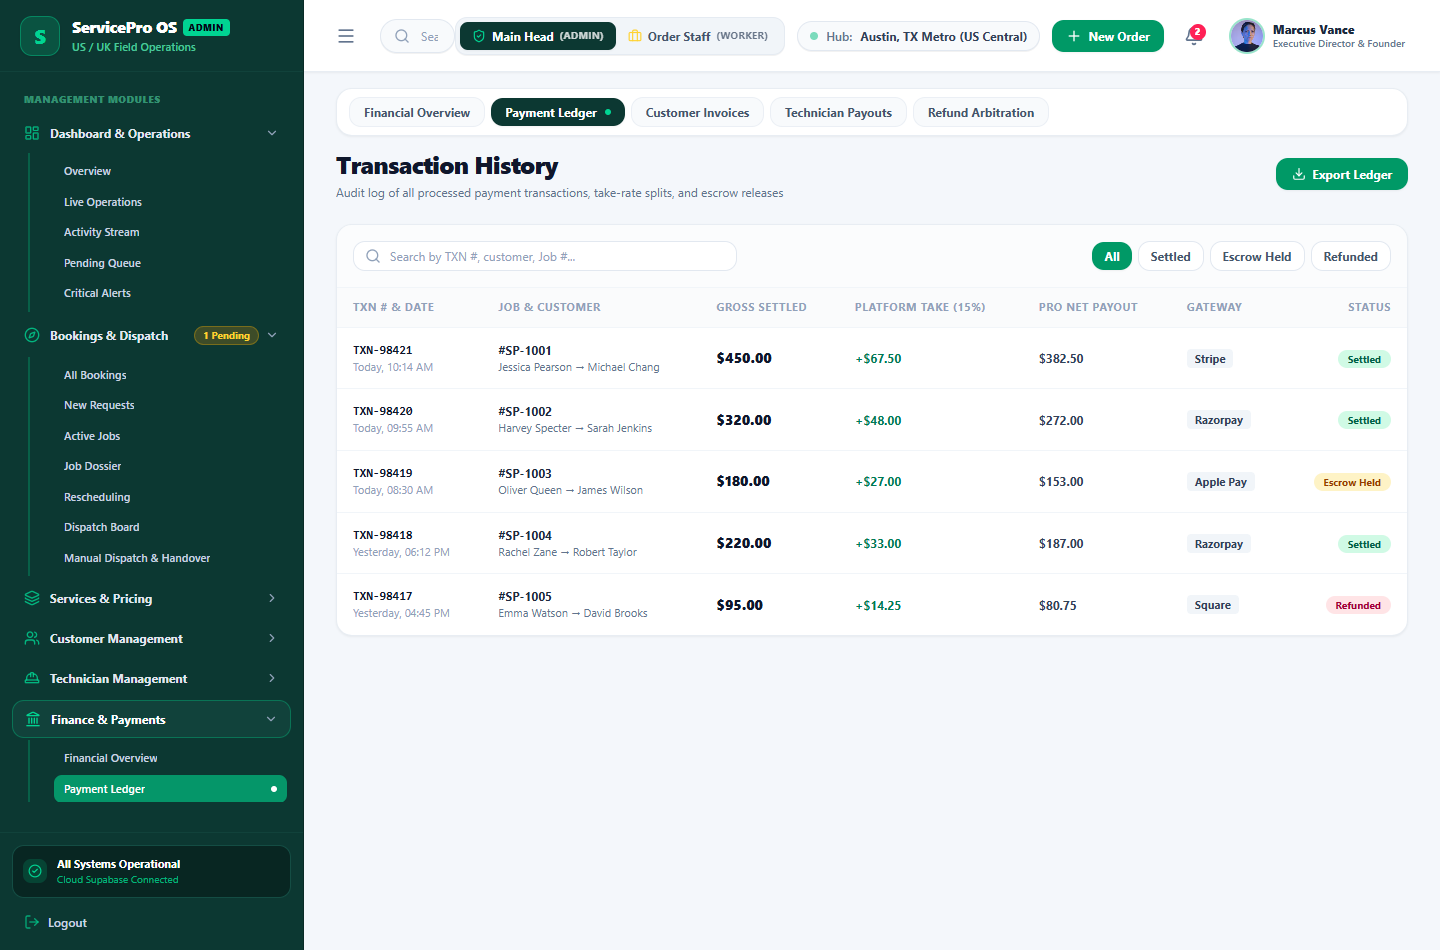 S
ServicePro OS ADMIN
US / UK Field Operations
MANAGEMENT MODULES
Dashboard & Operations
Overview
Live Operations
Activity Stream
Pending Queue
Critical Alerts
Bookings & Dispatch 1 Pending
All Bookings
New Requests
Active Jobs
Job Dossier
Rescheduling
Dispatch Board
Manual Dispatch & Handover
Services & Pricing
Customer Management
Technician Management
Finance & Payments
Financial Overview
Payment Ledger
All Systems Operational
Cloud Supabase Connected
Logout
Sea
Main Head (ADMIN)
Order Staff (WORKER)
Hub: Austin, TX Metro (US Central)
New Order
2
Marcus Vance
Executive Director & Founder
Financial Overview
Payment Ledger
Customer Invoices
Technician Payouts
Refund Arbitration
Transaction History
Audit log of all processed payment transactions, take-rate splits, and escrow releases
Export Ledger
Search by TXN #, customer, Job #...
All
Settled
Escrow Held
Refunded
TXN # & DATE JOB & CUSTOMER GROSS SETTLED PLATFORM TAKE (15%) PRO NET PAYOUT GATEWAY STATUS
TXN-98421 #SP-1001
$450.00 +$67.50 $382.50 Stripe Settled
Today, 10:14 AM Jessica Pearson → Michael Chang
TXN-98420 #SP-1002
$320.00 +$48.00 $272.00 Razorpay Settled
Today, 09:55 AM Harvey Specter → Sarah Jenkins
TXN-98419 #SP-1003
$180.00 +$27.00 $153.00 Apple Pay Escrow Held
Today, 08:30 AM Oliver Queen → James Wilson
TXN-98418 #SP-1004
$220.00 +$33.00 $187.00 Razorpay Settled
Yesterday, 06:12 PM Rachel Zane → Robert Taylor
TXN-98417 #SP-1005
$95.00 +$14.25 $80.75 Square Refunded
Yesterday, 04:45 PM Emma Watson → David Brooks